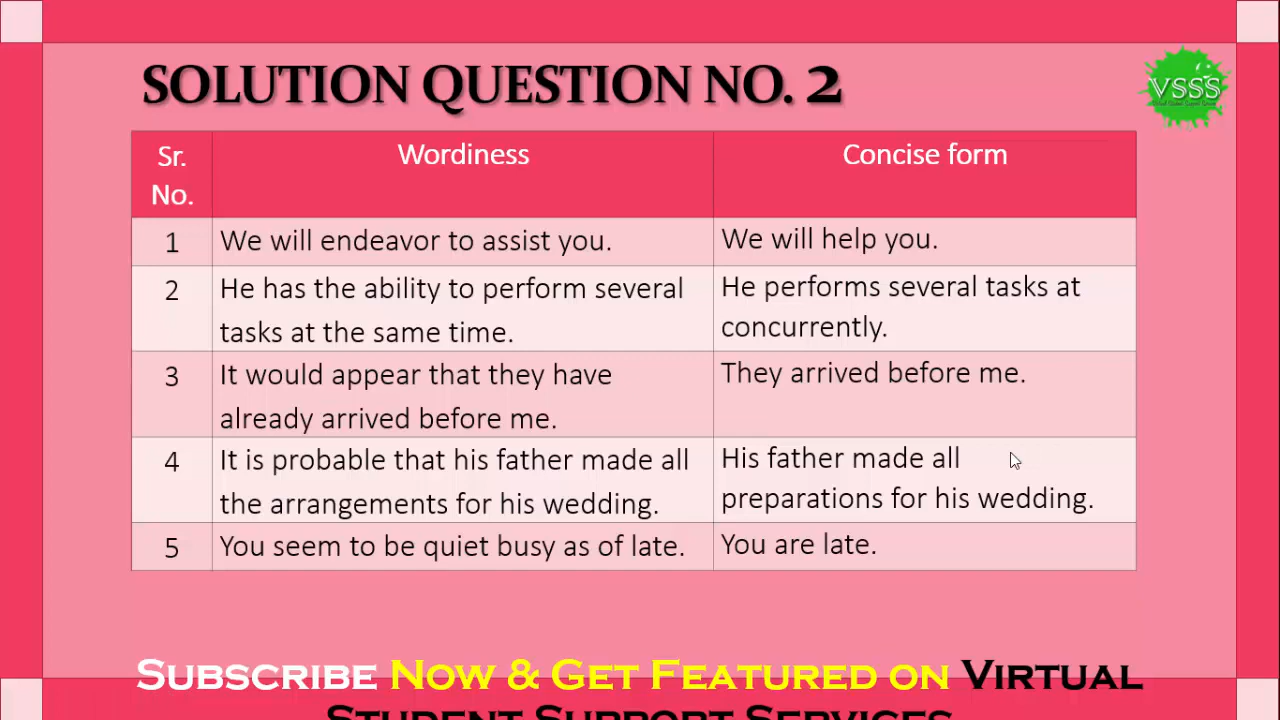 SOLUTION QUESTION NO. 2
VSSS
Sr. No.
Wordiness
Concise form
1
We will endeavor to assist you.
We will help you.
2
He has the ability to perform several
tasks at the same time.
He performs several tasks at
concurrently.
3
It would appear that they have
already arrived before me.
They arrived before me.
4
It is probable that his father made all
the arrangements for his wedding.
His father made all
preparations for his wedding.
5
You seem to be quiet busy as of late.
You are late.
SUBSCRIBE NOW & GET FEATURED ON VIRTUAL
STUDENT SUPPORT SERVICES